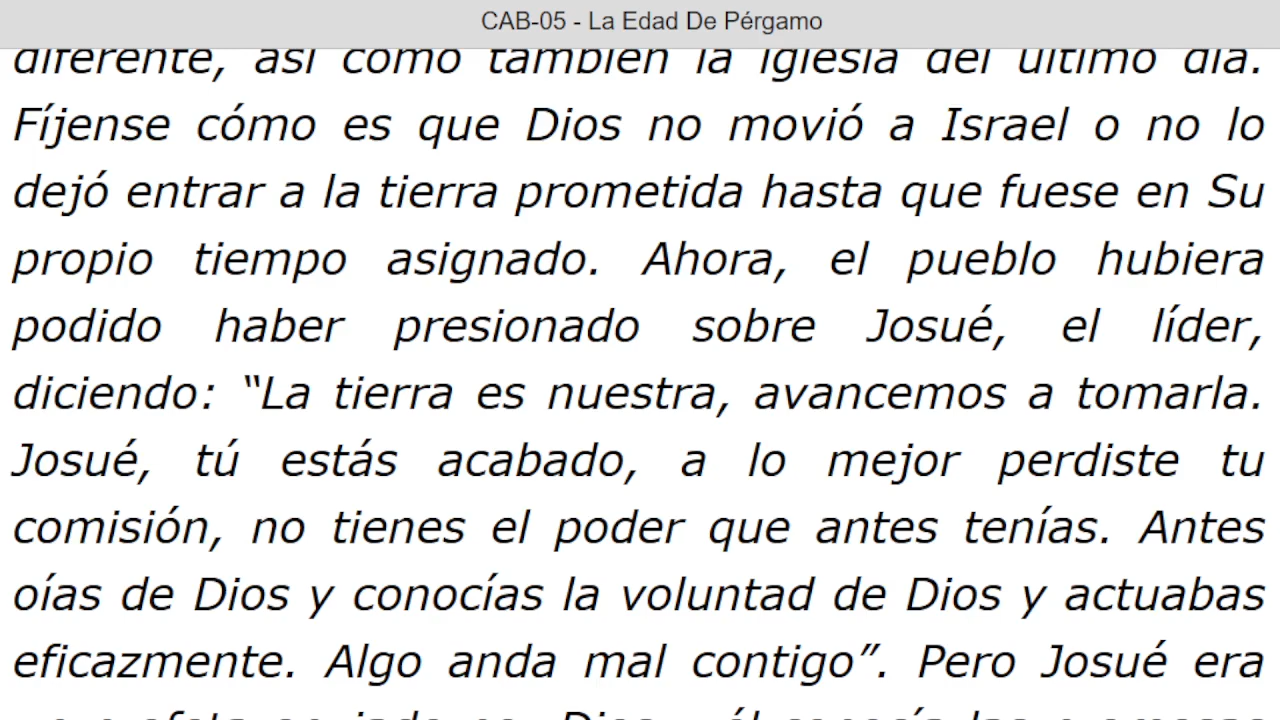 CAB-05 - La Edad De Pérgamo
diferente, así como también la iglesia del último día.
Fíjense cómo es que Dios no movió a Israel o no lo
dejó entrar a la tierra prometida hasta que fuese en Su
propio tiempo asignado. Ahora, el pueblo hubiera
podido haber presionado sobre Josué, el líder,
diciendo: “La tierra es nuestra, avancemos a tomarla.
Josué, tú estás acabado, a lo mejor perdiste tu
comisión, no tienes el poder que antes tenías. Antes
oías de Dios y conocías la voluntad de Dios y actuabas
eficazmente. Algo anda mal contigo”. Pero Josué era